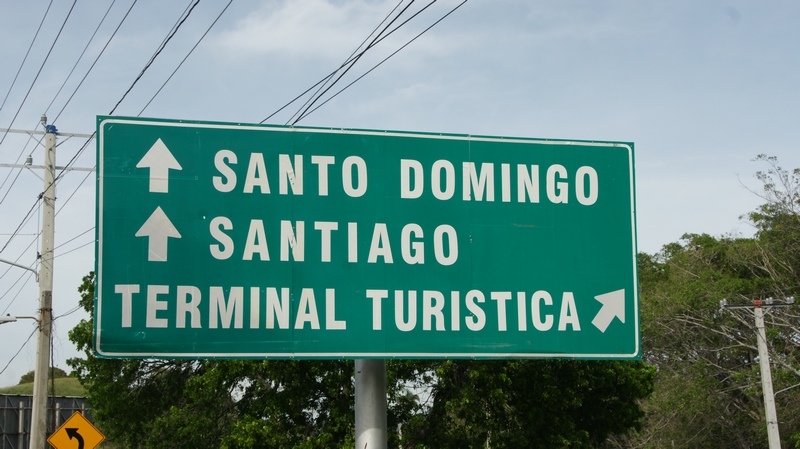 SANTO DOMINGO
SANTIAGO
TERMINAL TURISTICA